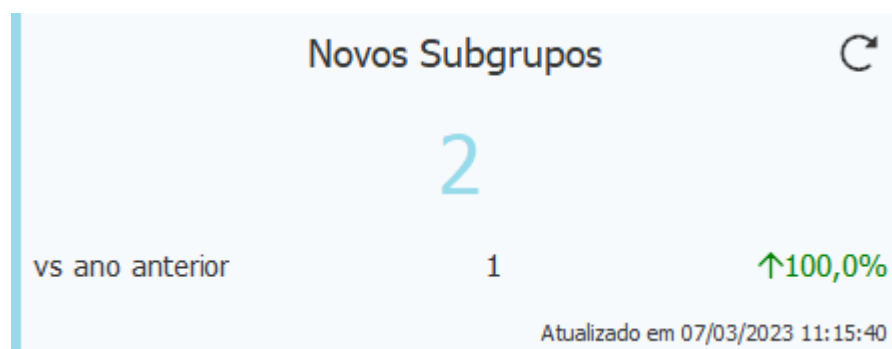 Novos Subgrupos
2
vs ano anterior 1 ↑100,0%
Atualizado em 07/03/2023 11:15:40